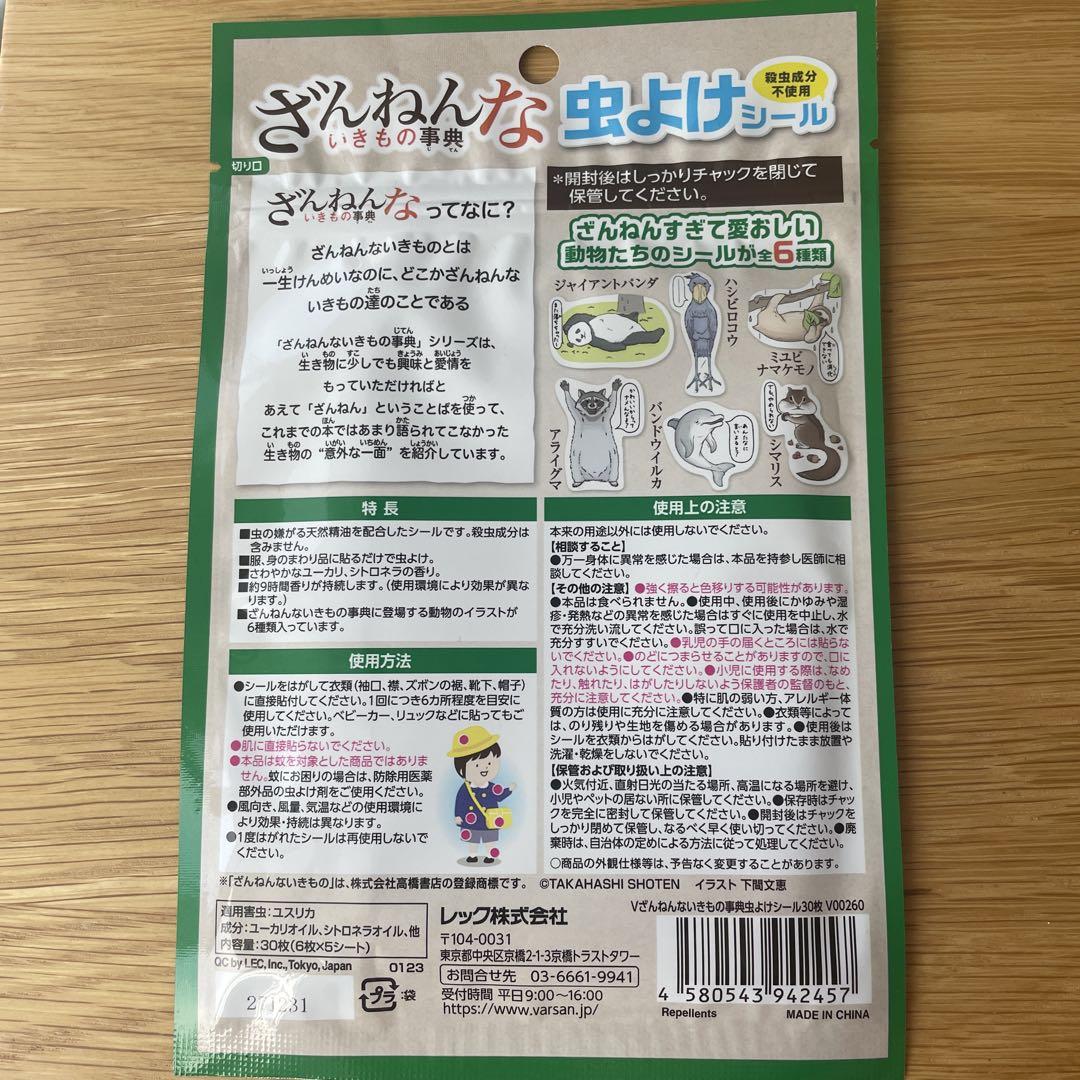 ざんねんな
いきもの事典
じ てん
虫よけシール
殺虫成分
不使用
切り口
*開封後はしっかりチャックを閉じて
保管してください。
ざんねんな
いきもの事典
ってなに?
ざんねんないきものとは
いっしょう
一生けんめいなのに、どこかざんねんな
たち
いきもの達のことである
じてん
「ざんねんないきもの事典」シリーズは、
い もの すこ きょうみ あいじょう
生き物に少しでも興味と愛情を
もっていただければと
つか
あえて「ざんねん」ということばを使って、
ほん かた
これまでの本ではあまり語られてこなかった
い もの いがい いちめん しょうかい
生き物の“意外な一面”を紹介しています。
ざんねんすぎて愛おしい
動物たちのシールが全6種類
ジャイアントパンダ
ハシビロコウ
ミユビ
ナマケモノ
アライグマ
バンドウイルカ
シマリス
特長
■虫の嫌がる天然精油を配合したシールです。殺虫成分は
含みません。
■服、身のまわり品に貼るだけで虫よけ。
■さわやかなユーカリ、シトロネラの香り。
■約9時間香りが持続します。(使用環境により効果が異な
ります。)
■ざんねんないきもの事典に登場する動物のイラストが
6種類入っています。
使用方法
●シールをはがして衣類(袖口、襟、ズボンの裾、靴下、帽子)
に直接貼付してください。1回につき6カ所程度を目安に
使用してください。ベビーカー、リュックなどに貼ってもご
使用いただけます。
●肌に直接貼らないでください。
●本品は蚊を対象とした商品ではありま
せん。蚊にお困りの場合は、防除用医薬
部外品の虫よけ剤をご使用ください。
●風向き、風量、気温などの使用環境に
より効果・持続は異なります。
●1度はがれたシールは再使用しないで
ください。
使用上の注意
本来の用途以外には使用しないでください。
【相談すること】
●万一身体に異常を感じた場合は、本品を持参し医師に相
談してください。
【その他の注意】●強く擦ると色移りする可能性があります。
●本品は食べられません。●使用中、使用後にかゆみや湿
疹・発熱などの異常を感じた場合はすぐに使用を中止し、水
で充分洗い流してください。誤って口に入った場合は、水で
充分すすいでください。●乳児の手の届くところには貼らな
いでください。●のどにつまらせることがありますので、口に
入れないようにしてください。●小児に使用する際は、なめ
たり、触れたり、はがしたりしないよう保護者の監督のもと、
充分に注意してください。●特に肌の弱い方、アレルギー体
質の方は使用に充分に注意してください。●衣類等によって
は、のり残りや生地を傷める場合があります。●使用後は
シールを衣類からはがしてください。貼り付けたまま放置や
洗濯・乾燥をしないでください。
【保管および取り扱い上の注意】
●火気付近、直射日光の当たる場所、高温になる場所を避け、
小児やペットの居ない所に保管してください。●保存時はチャッ
クを完全に密封して保管してください。●開封後はチャックを
しっかり閉めて保管し、なるべく早く使い切ってください。●廃
棄時は、自治体の定めによる方法に従って処理してください。
○商品の外観仕様等は、予告なく変更することがあります。
※「ざんねんないきもの」は、株式会社高橋書店の登録商標です。 ©TAKAHASHI SHOTEN イラスト 下間文恵
適用害虫:ユスリカ
成分:ユーカリオイル、シトロネラオイル、他
内容量:30枚(6枚×5シート)
QC by LEC, Inc., Tokyo, Japan 0123
271231
プラ :袋
レック株式会社
〒104-0031
東京都中央区京橋2-1-3京橋トラストタワー
お問合せ先 03-6661-9941
受付時間 平日9:00~16:00
https://www.varsan.jp/
Vざんねんないきもの事典虫よけシール30枚 V00260
4 580543 942457
Repellents MADE IN CHINA